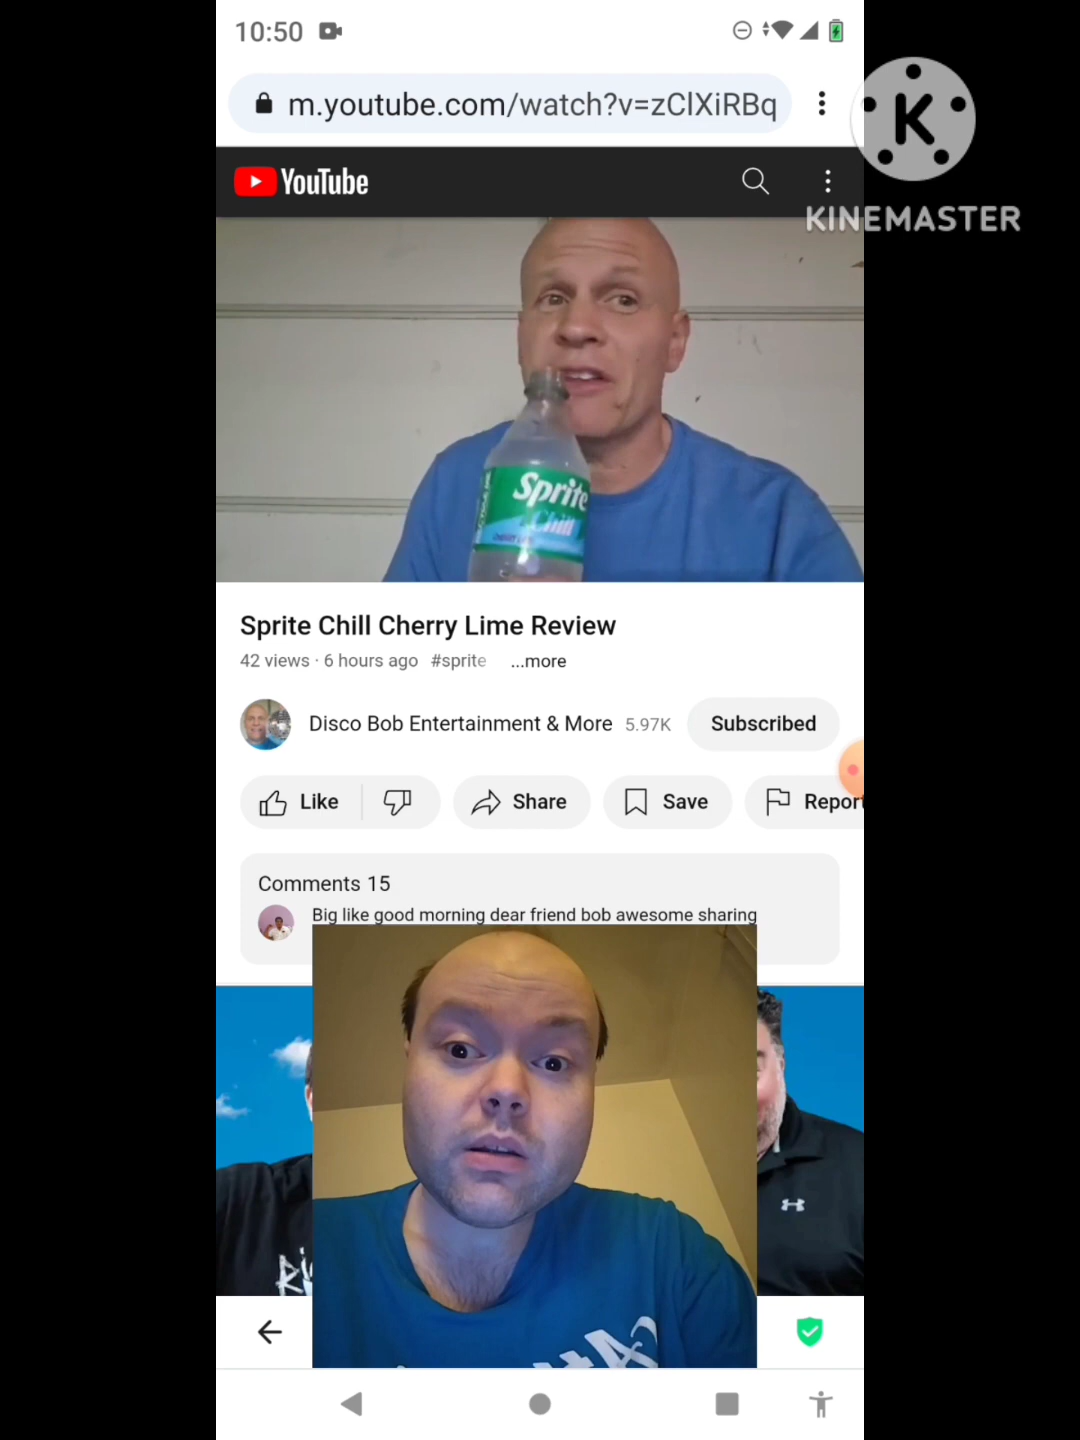 10:50
m.youtube.com/watch?v=zClXiRBq
K
KINEMASTER
YouTube
Sprite
Chill
Sprite Chill Cherry Lime Review
42 views · 6 hours ago #sprite ...more
Disco Bob Entertainment & More 5.97K Subscribed
Like Share Save Report
Comments 15
Big like good morning dear friend bob awesome sharing